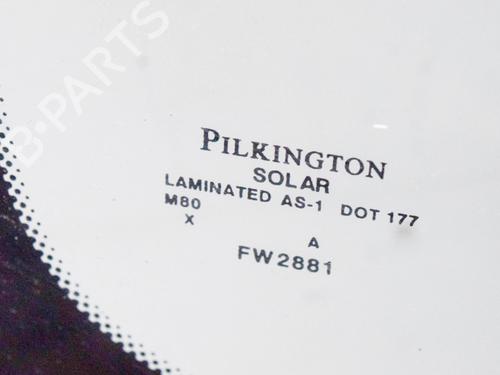 B-PARTS
PILKINGTON
SOLAR
LAMINATED AS-1 DOT 177
M80
X A
FW2881